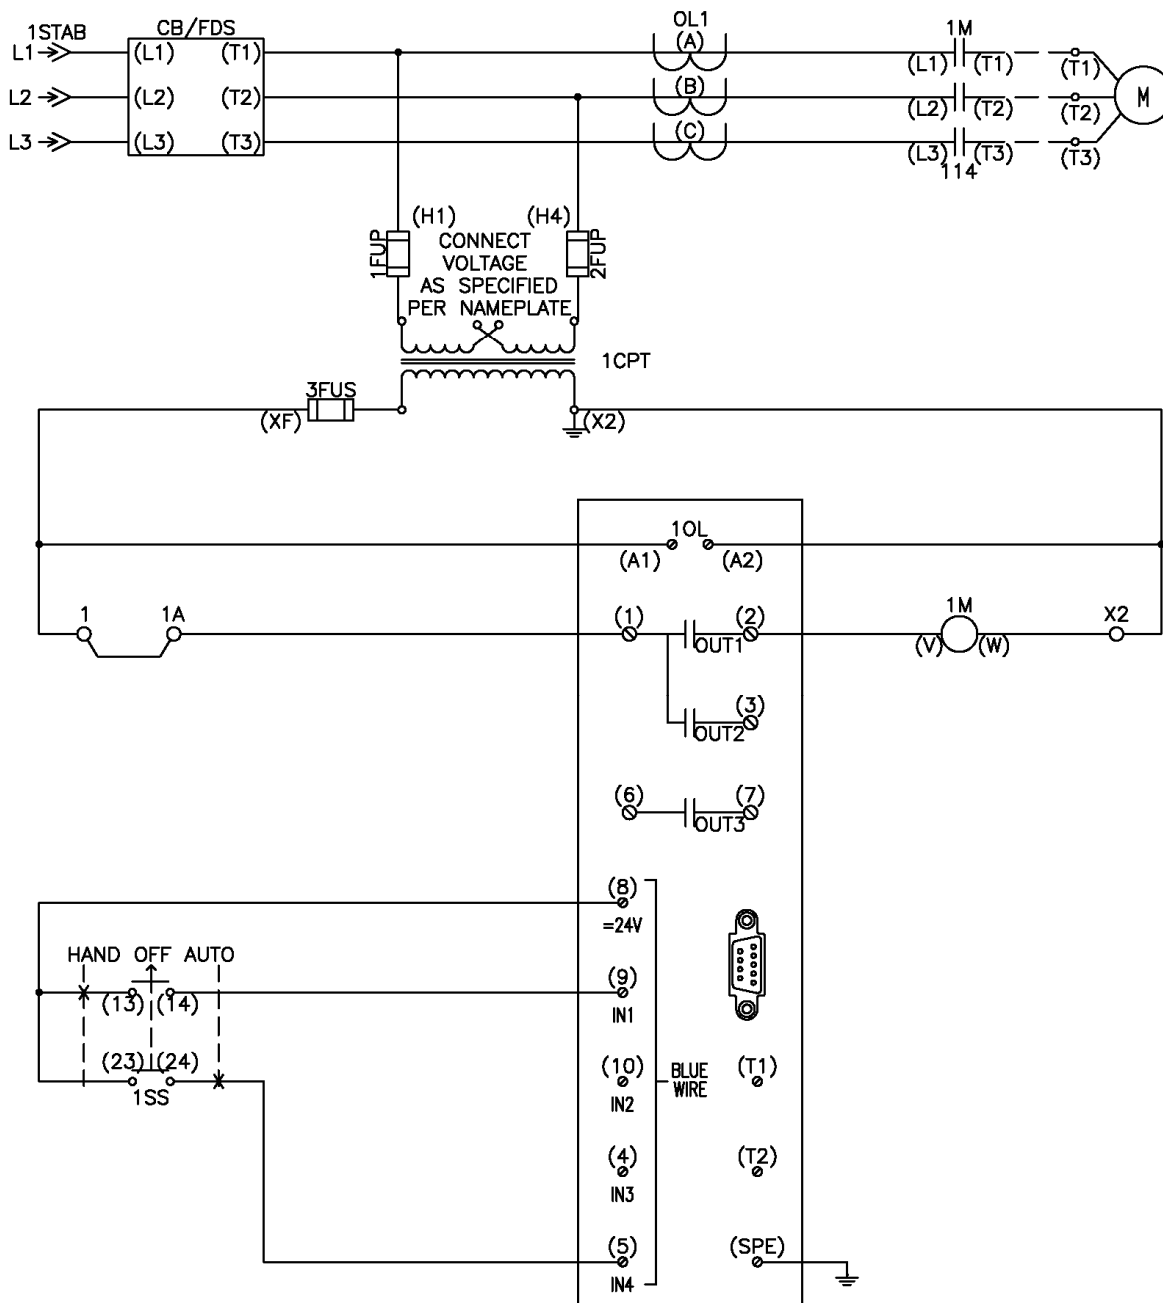 1STAB CB/FDS OL1 1M
L1 (L1) (T1) (A) (L1) (T1) (T1)
L2 (L2) (T2) (B) (L2) (T2) (T2) M
L3 (L3) (T3) (C) (L3) (T3) (T3)
114
(H1) (H4)
1FUP 2FUP
CONNECT
VOLTAGE
AS SPECIFIED
PER NAMEPLATE
1CPT
3FUS
(XF) (X2)
1OL
(A1) (A2)
1 1A (1) (2) 1M X2
OUT1 (V) (W)
(3)
OUT2
(6) (7)
OUT3
(8)
=24V
HAND OFF AUTO
(13) (14) (9)
IN1
(23) (24) (10) BLUE (T1)
WIRE
1SS IN2
(4) (T2)
IN3
(5) (SPE)
IN4